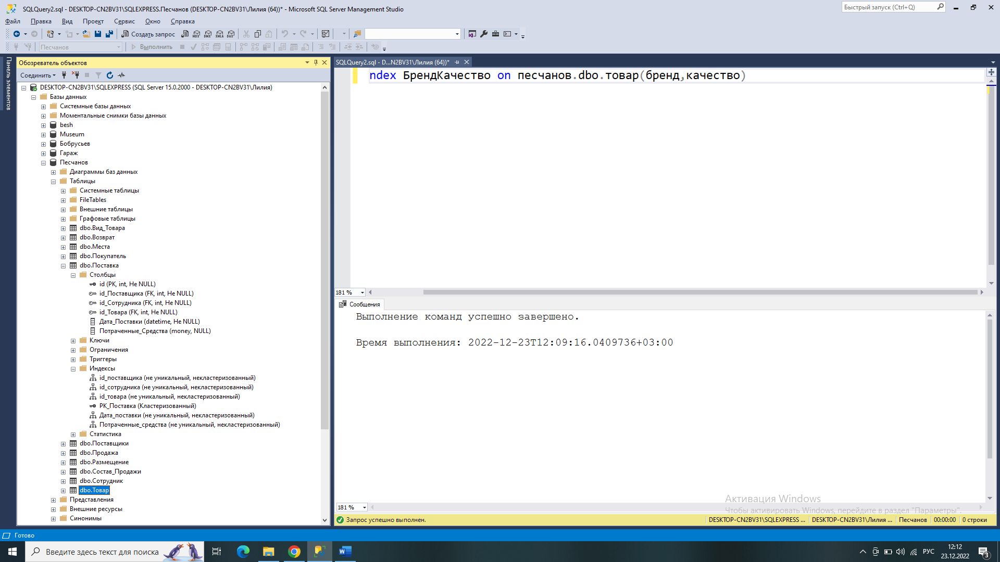 SQLQuery2.sql - DESKTOP-CN2BV31\SQLEXPRESS.Песчанов (DESKTOP-CN2BV31\Лилия (64))* - Microsoft SQL Server Management Studio
Быстрый запуск (Ctrl+Q)
Файл Правка Вид Проект Сервис Окно Справка
Создать запрос
MDX DMX XMLA DAX
Песчанов
Выполнить
Панель элементов
Обозреватель объектов
Соединить
DESKTOP-CN2BV31\SQLEXPRESS (SQL Server 15.0.2000 - DESKTOP-CN2BV31\Лилия)
Базы данных
Системные базы данных
Моментальные снимки базы данных
besh
Museum
Бобрусьев
Гараж
Песчанов
Диаграммы баз данных
Таблицы
Системные таблицы
FileTables
Внешние таблицы
Графовые таблицы
dbo.Вид_Товара
dbo.Возврат
dbo.Места
dbo.Покупатель
dbo.Поставка
Столбцы
id (PK, int, Не NULL)
id_Поставщика (FK, int, Не NULL)
id_Сотрудника (FK, int, Не NULL)
id_Товара (FK, int, Не NULL)
Дата_Поставки (datetime, Не NULL)
Потраченные_Средства (money, NULL)
Ключи
Ограничения
Триггеры
Индексы
id_поставщика (не уникальный, некластеризованный)
id_сотрудника (не уникальный, некластеризованный)
id_товара (не уникальный, некластеризованный)
PK_Поставка (Кластеризованный)
Дата_поставки (не уникальный, некластеризованный)
Потраченные_средства (не уникальный, некластеризованный)
Статистика
dbo.Поставщики
dbo.Продажа
dbo.Размещение
dbo.Состав_Продажи
dbo.Сотрудник
dbo.Товар
Представления
Внешние ресурсы
Синонимы
SQLQuery2.sql - D...N2BV31\Лилия (64))*
ndex БрендКачество on песчанов.dbo.товар(бренд,качество)
181 %
Сообщения
Выполнение команд успешно завершено.
Время выполнения: 2022-12-23T12:09:16.0409736+03:00
Активация Windows
Чтобы активировать Windows, перейдите в раздел "Параметры".
181 %
Запрос успешно выполнен.
DESKTOP-CN2BV31\SQLEXPRESS ... DESKTOP-CN2BV31\Лилия ... Песчанов 00:00:00 0 строки
Готово
Введите здесь текст для поиска
РУС
12:12
23.12.2022
3